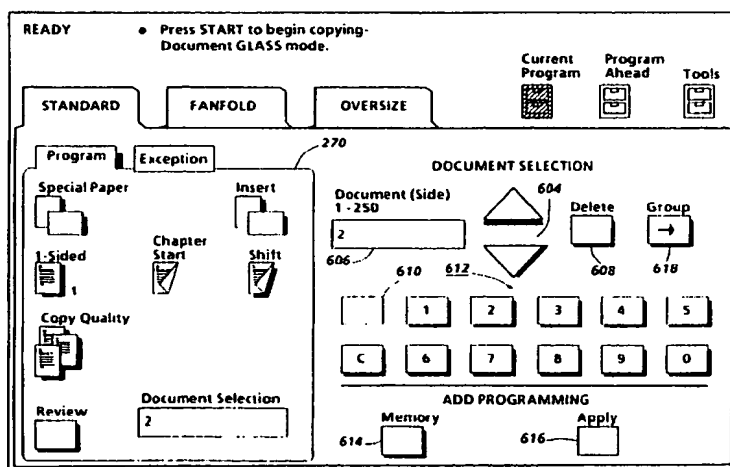 READY
• Press START to begin copying-
Document GLASS mode.
Current
Program
Program
Ahead
Tools
STANDARD
FANFOLD
OVERSIZE
Program
Exception
270
Special Paper
Insert
1-Sided
1
Chapter
Start
Shift
Copy Quality
Review
Document Selection
2
DOCUMENT SELECTION
Document (Side)
1 - 250
2
604
Delete
Group
606
608
618
610
612
1
2
3
4
5
C
6
7
8
9
0
ADD PROGRAMMING
Memory
Apply
614
616